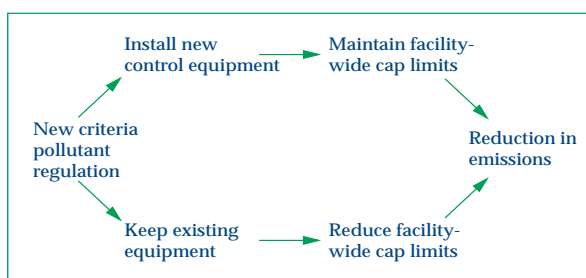 Install new
control equipment
Maintain facility-
wide cap limits
New criteria
pollutant
regulation
Reduction in
emissions
Keep existing
equipment
Reduce facility-
wide cap limits